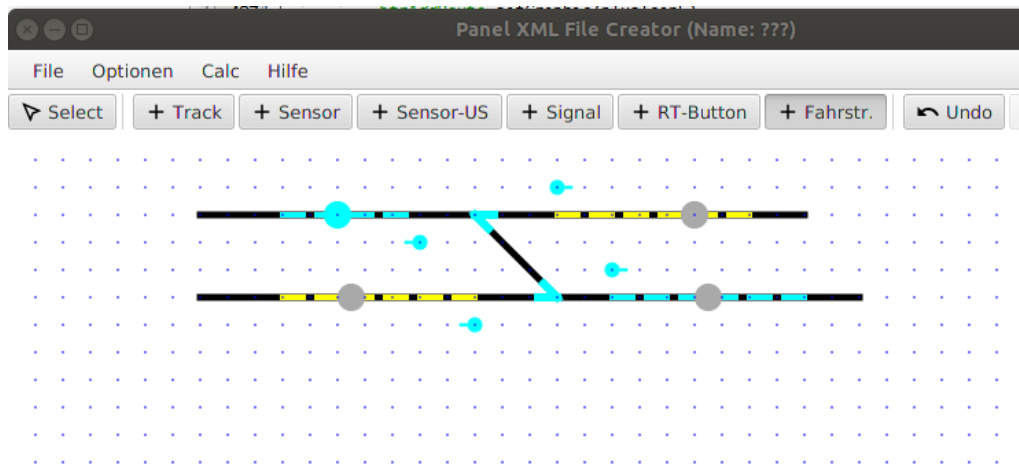 Panel XML File Creator (Name: ???)
File Optionen Calc Hilfe
Select + Track + Sensor + Sensor-US + Signal + RT-Button + Fahrstr. Undo